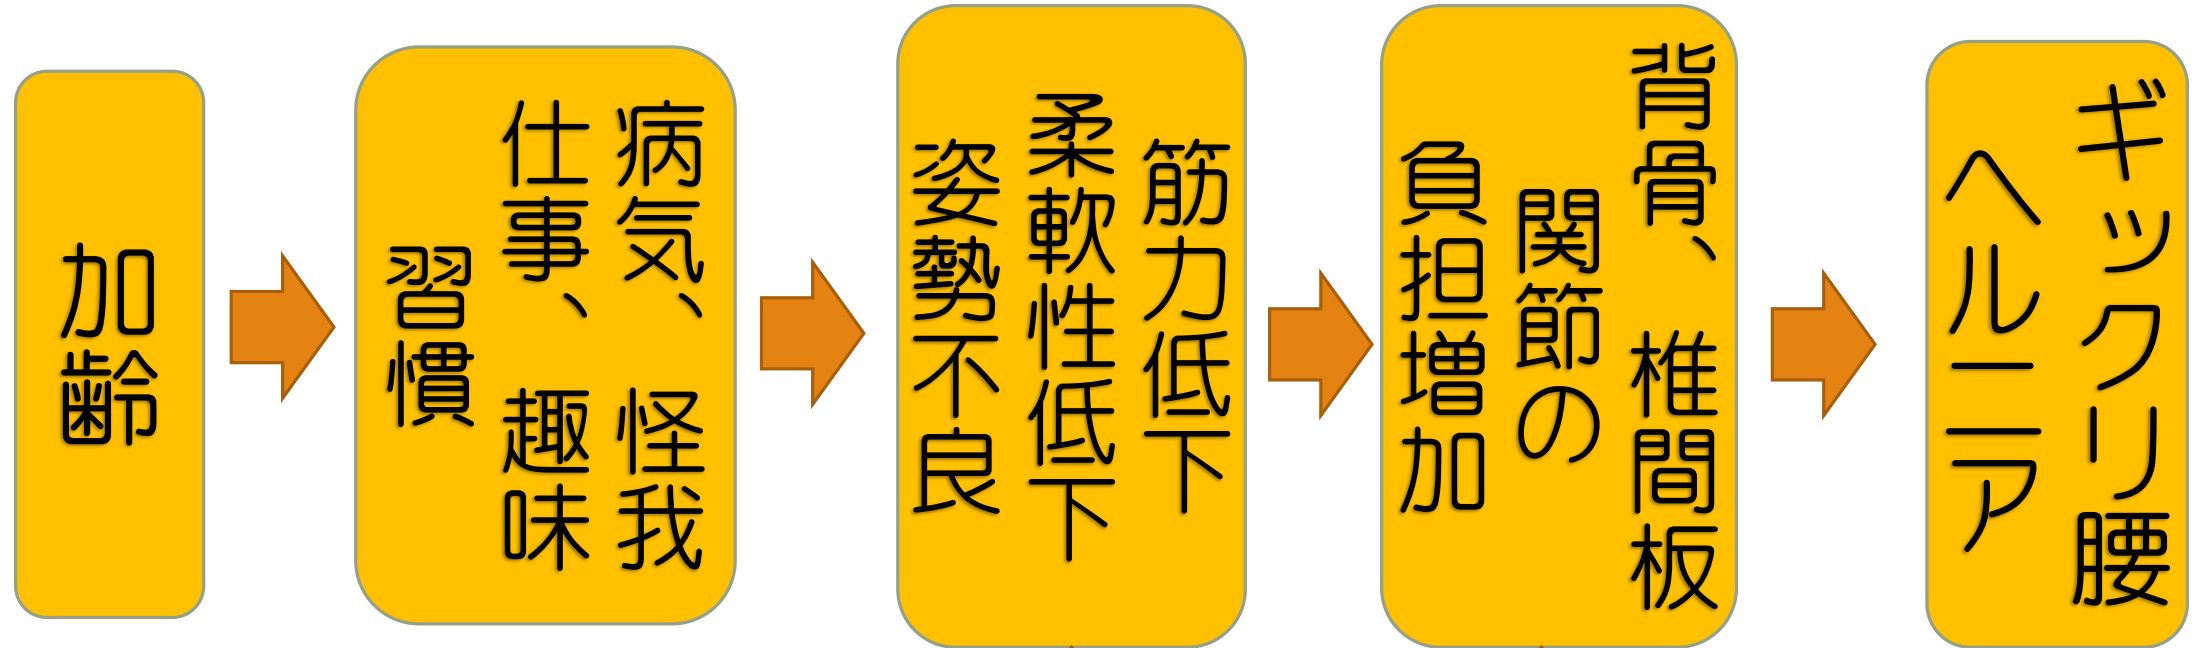 加齢
病気、怪我
仕事、趣味
習慣
筋力低下
柔軟性低下
姿勢不良
背骨、椎間板
関節の
負担増加
ギックリ腰
ヘルニア